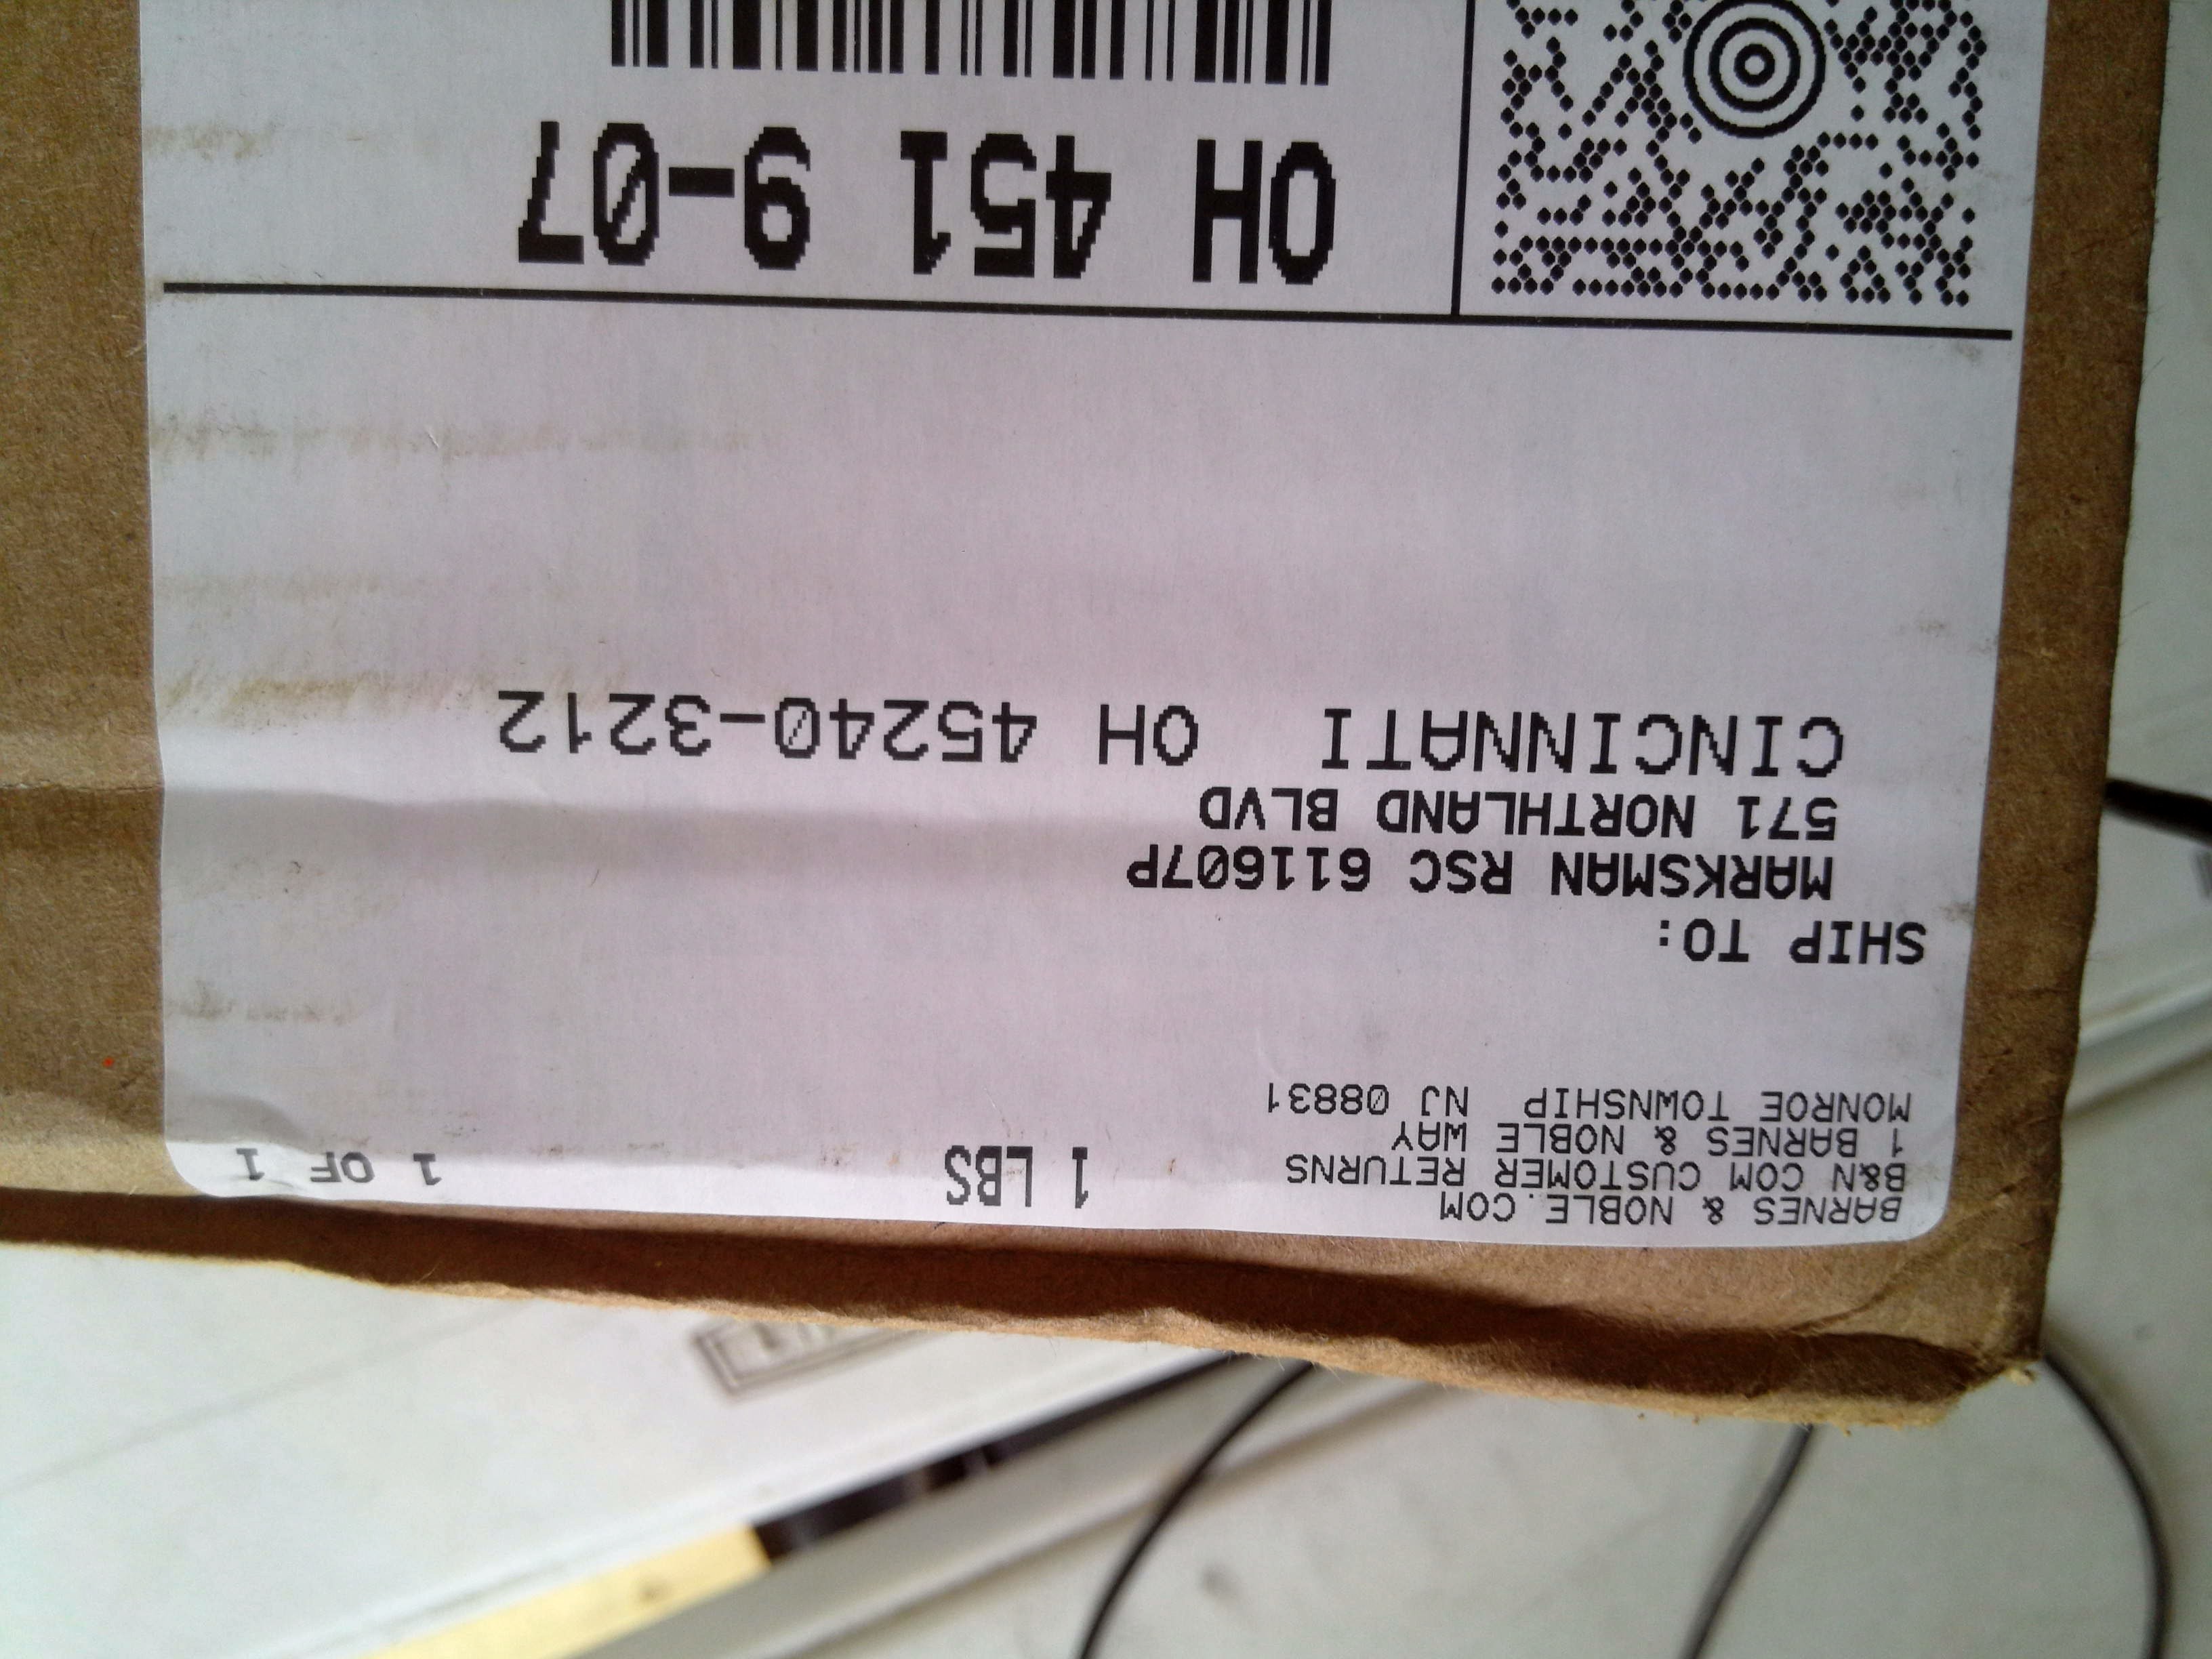 BARNES & NOBLE.COM
B&N COM CUSTOMER RETURNS
1 BARNES & NOBLE WAY
MONROE TOWNSHIP NJ 08831
1 LBS
1 OF 1
SHIP TO:
MARKSMAN RSC 611607P
571 NORTHLAND BLVD
CINCINNATI OH 45240-3212
OH 451 9-07